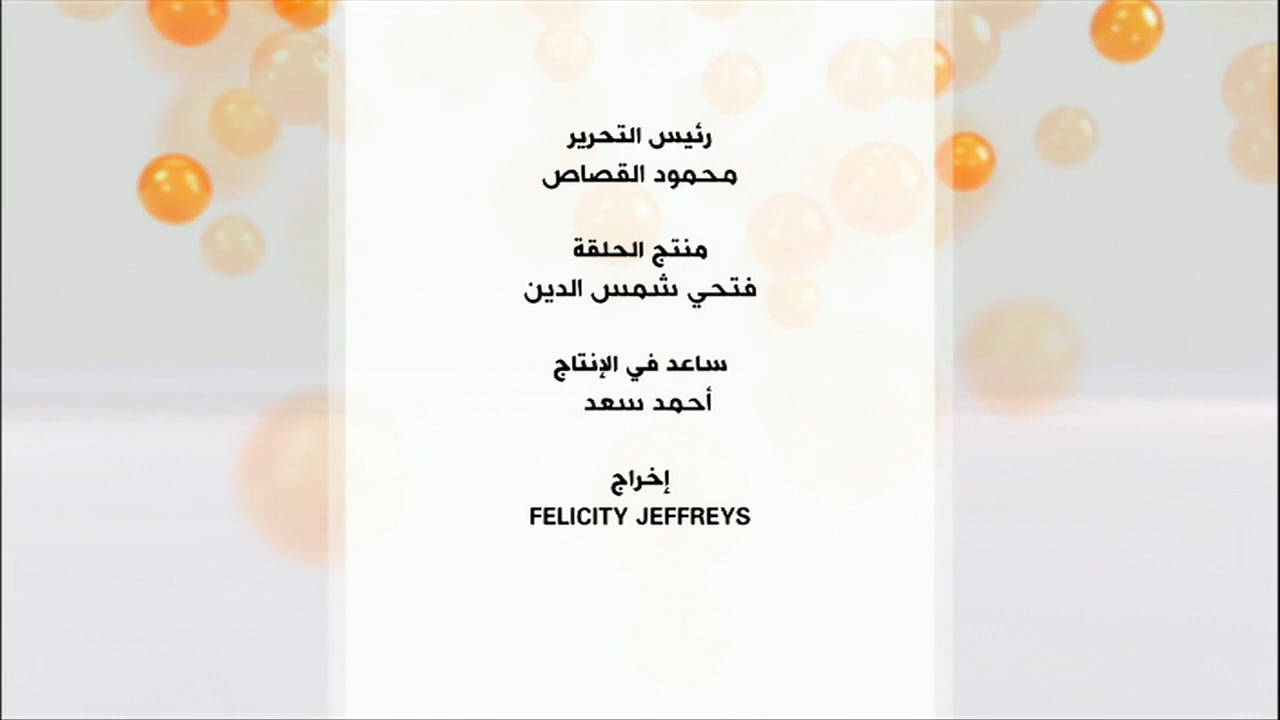 رئيس التحرير
محمود القصاص
منتج الحلقة
فتحي شمس الدين
ساعد في الإنتاج
أحمد سعد
إخراج
FELICITY JEFFREYS